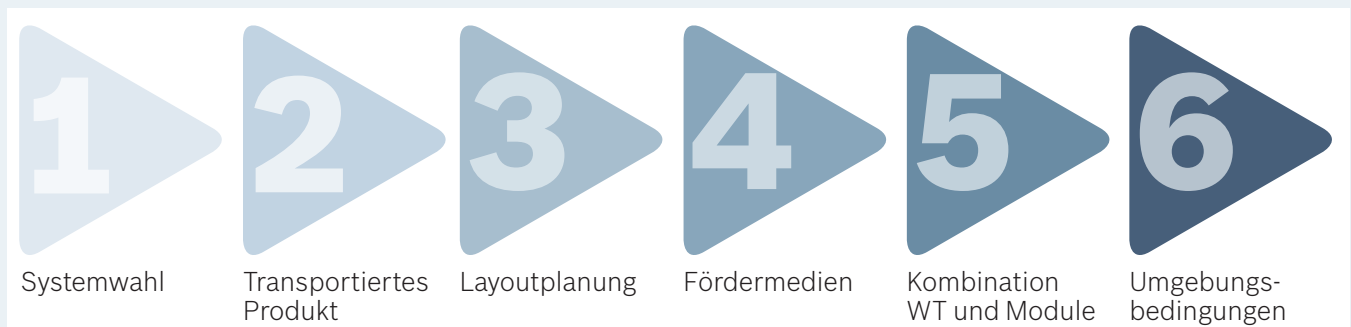 1
2
3
4
5
6
Systemwahl
Transportiertes
Produkt
Layoutplanung
Fördermedien
Kombination
WT und Module
Umgebungs-
bedingungen